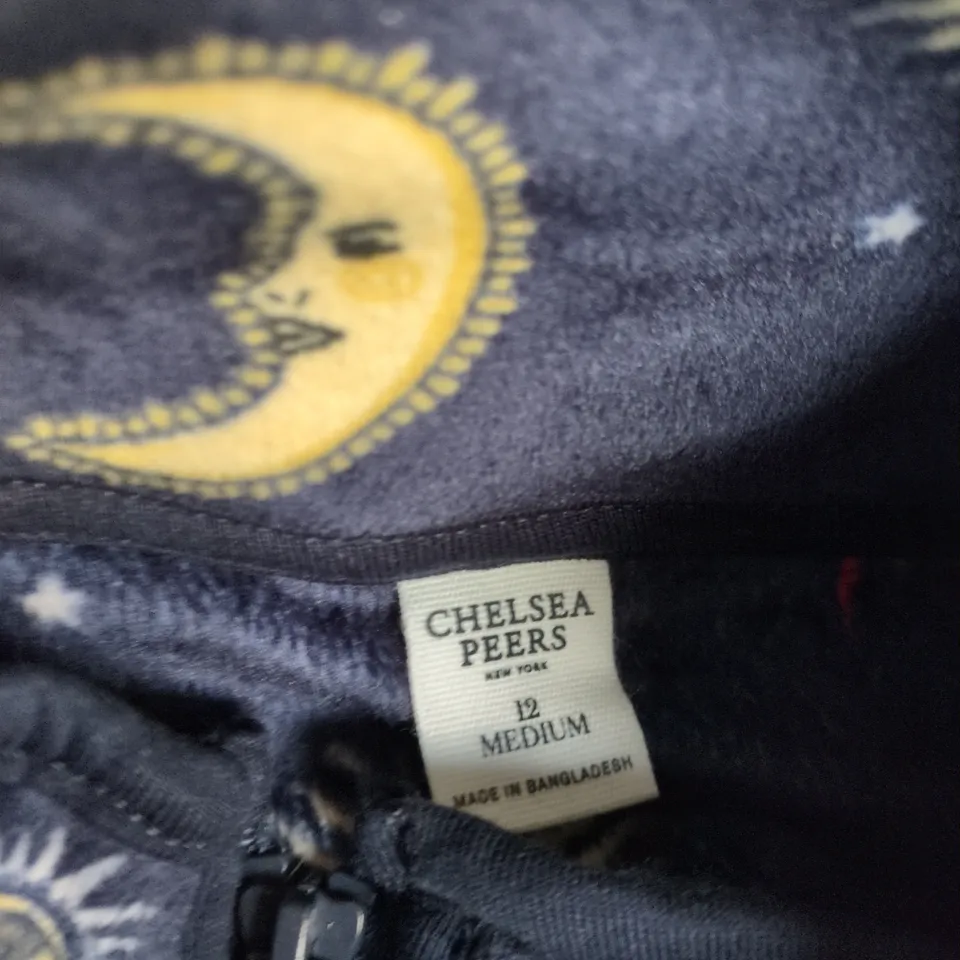 CHELSEA
PEERS
NEW YORK
12
MEDIUM
MADE IN BANGLADESH